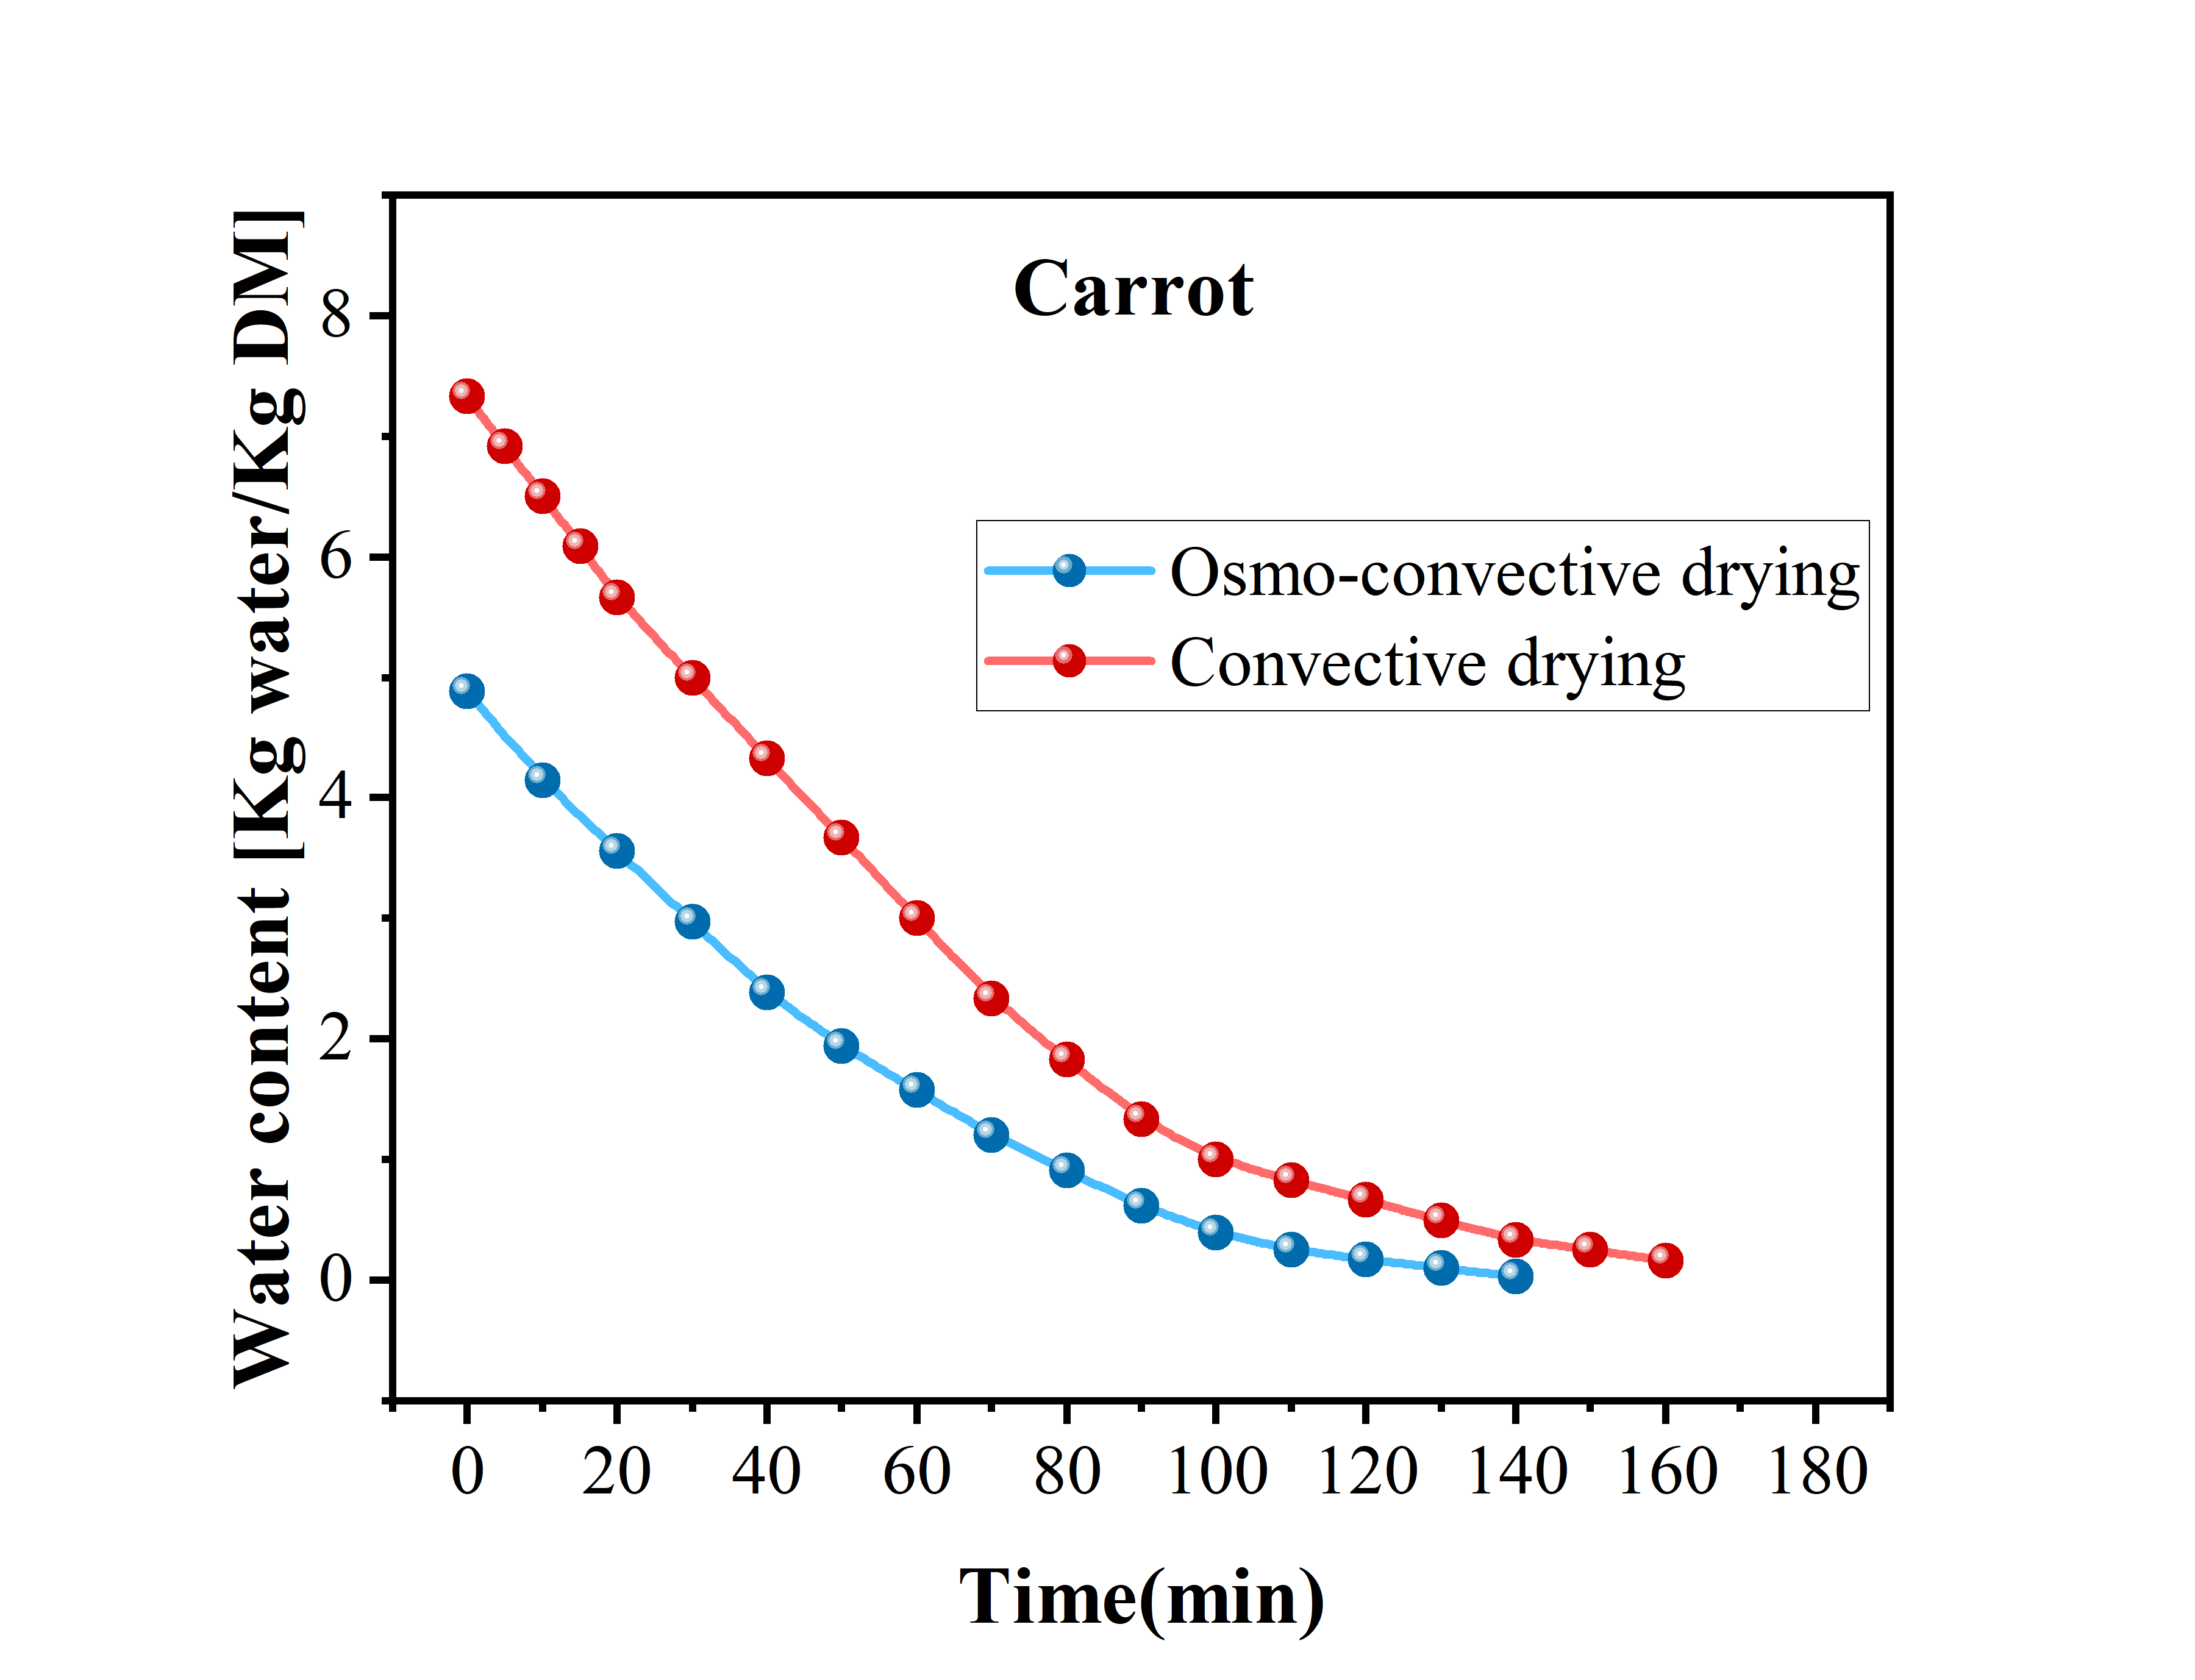 Carrot
Water content [Kg water/Kg DM]
8
6
4
2
0
Osmo-convective drying
Convective drying
0 20 40 60 80 100 120 140 160 180
Time(min)